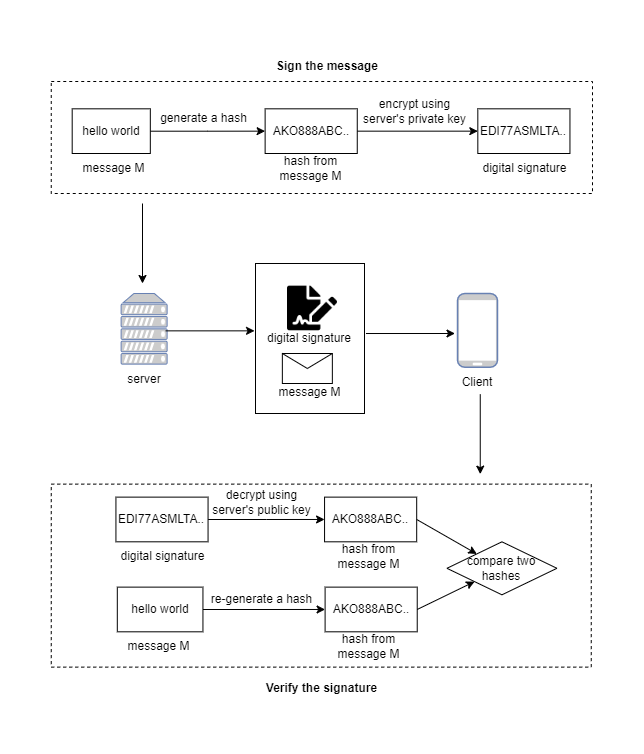 Sign the message
hello world
generate a hash
AKO888ABC..
encrypt using
server's private key
EDI77ASMLTA..
message M
hash from
message M
digital signature
digital signature
message M
server
Client
EDI77ASMLTA..
decrypt using
server's public key
AKO888ABC..
digital signature
hash from
message M
compare two
hashes
hello world
re-generate a hash
AKO888ABC..
message M
hash from
message M
Verify the signature